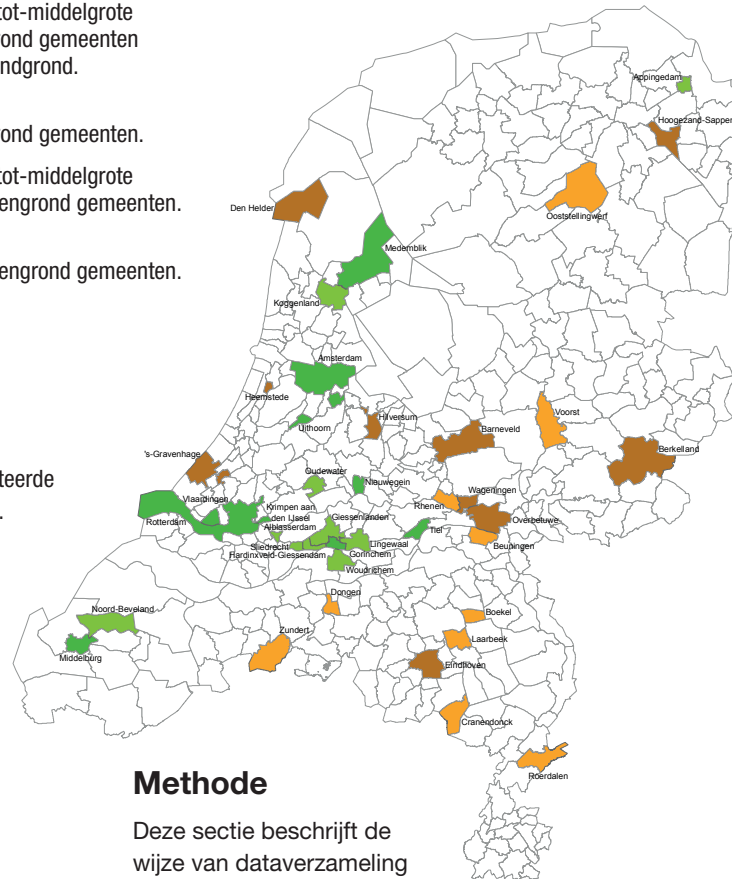 tot-middelgrote
rond gemeenten
ndgrond.
ond gemeenten.
tot-middelgrote
engrond gemeenten.
engrond gemeenten.
teerde
.
Appingedam
Hoogezand-Sapper
Den Helder
Ooststellingwerf
Medemblik
Koggenland
Amsterdam
Heemstede
Uithoorn
Hilversum
Voorst
Barneveld
Berkelland
's-Gravenhage
Oudewater
Nieuwegein
Wageningen
Rhenen
Vlaardingen
Krimpen aan
den IJssel
Rotterdam
Giessenlanden
Overbetuwe
Alblasserdam
Tiel
Sliedrecht
Lingewaal
Beuningen
Hardinxveld-Giessendam
Gorinchem
Woudrichem
Dongen
Noord-Beveland
Boekel
Zundert
Laarbeek
Middelburg
Eindhoven
Cranendonck
Roerdalen
Methode
Deze sectie beschrijft de
wijze van dataverzameling